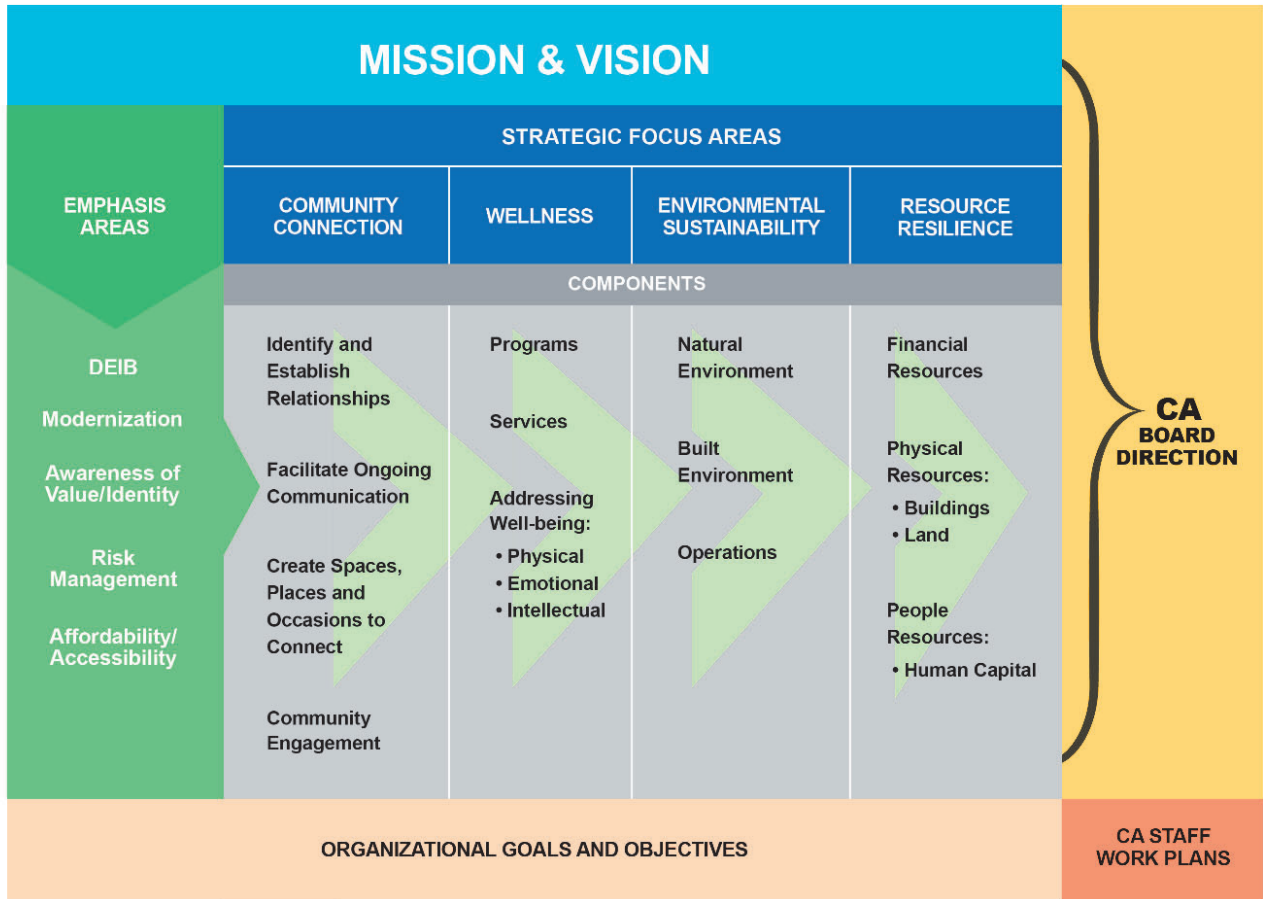 MISSION & VISION
STRATEGIC FOCUS AREAS
EMPHASIS
AREAS
COMMUNITY
CONNECTION
WELLNESS
ENVIRONMENTAL
SUSTAINABILITY
RESOURCE
RESILIENCE
COMPONENTS
DEIB
Modernization
Awareness of
Value/Identity
Risk
Management
Affordability/
Accessibility
Identify and
Establish
Relationships
Facilitate Ongoing
Communication
Create Spaces,
Places and
Occasions to
Connect
Community
Engagement
Programs
Services
Addressing
Well-being:
• Physical
• Emotional
• Intellectual
Natural
Environment
Built
Environment
Operations
Financial
Resources
Physical
Resources:
• Buildings
• Land
People
Resources:
• Human Capital
CA
BOARD
DIRECTION
ORGANIZATIONAL GOALS AND OBJECTIVES
CA STAFF
WORK PLANS